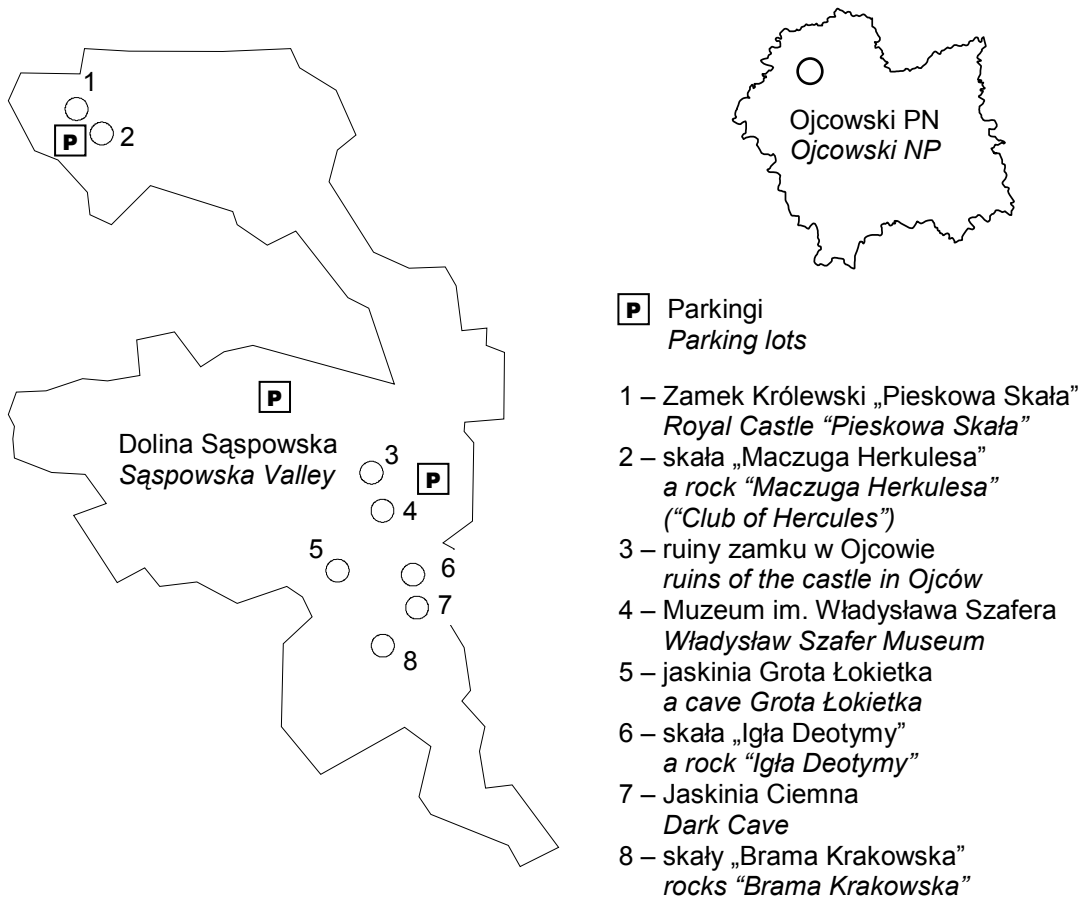 1
P
2
P
Dolina Sąspowska
Sąspowska Valley
3
P
4
5
6
7
8
Ojcowski PN
Ojcowski NP
P Parkingi
Parking lots
1 – Zamek Królewski „Pieskowa Skała”
Royal Castle “Pieskowa Skała”
2 – skała „Maczuga Herkulesa”
a rock “Maczuga Herkulesa”
(“Club of Hercules”)
3 – ruiny zamku w Ojcowie
ruins of the castle in Ojców
4 – Muzeum im. Władysława Szafera
Władysław Szafer Museum
5 – jaskinia Grota Łokietka
a cave Grota Łokietka
6 – skała „Igła Deotymy”
a rock “Igła Deotymy”
7 – Jaskinia Ciemna
Dark Cave
8 – skały „Brama Krakowska”
rocks “Brama Krakowska”